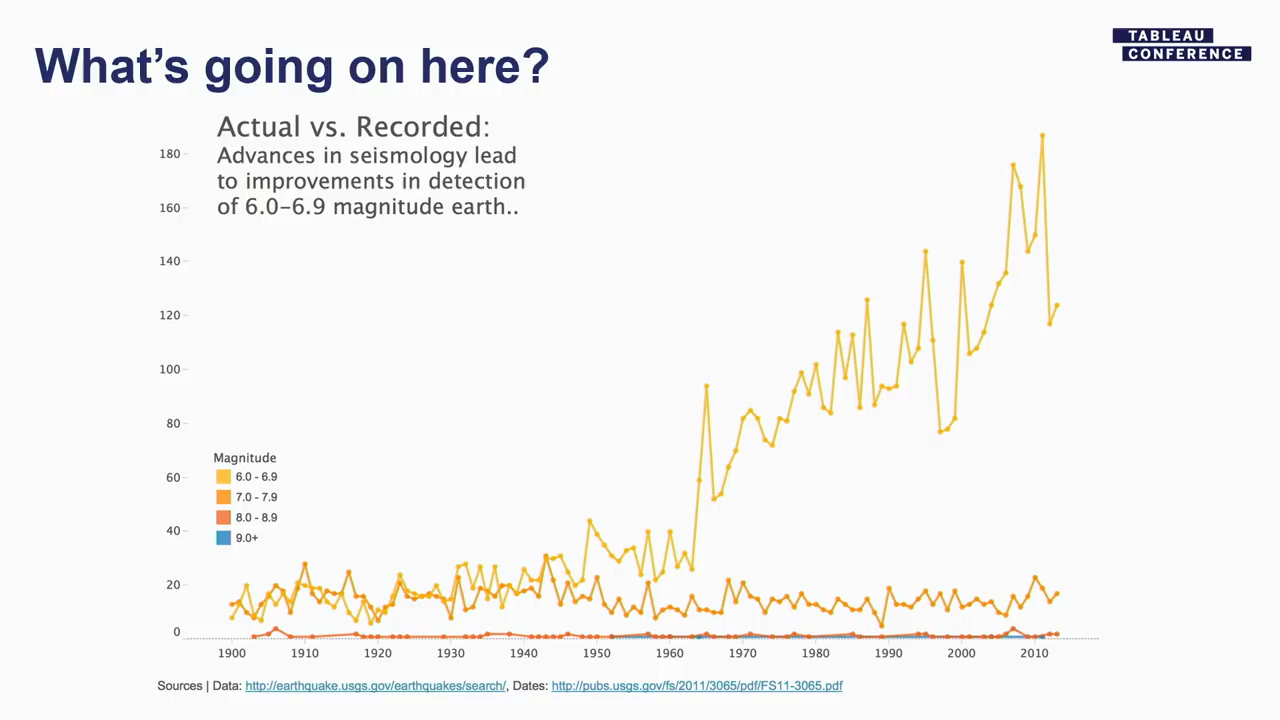 What's going on here?
TABLEAU
CONFERENCE
Actual vs. Recorded:
Advances in seismology lead
to improvements in detection
of 6.0–6.9 magnitude earth..
180
160
140
120
100
80
60
40
20
0
Magnitude
6.0 - 6.9
7.0 - 7.9
8.0 - 8.9
9.0+
1900 1910 1920 1930 1940 1950 1960 1970 1980 1990 2000 2010
Sources | Data: http://earthquake.usgs.gov/earthquakes/search/, Dates: http://pubs.usgs.gov/fs/2011/3065/pdf/FS11-3065.pdf